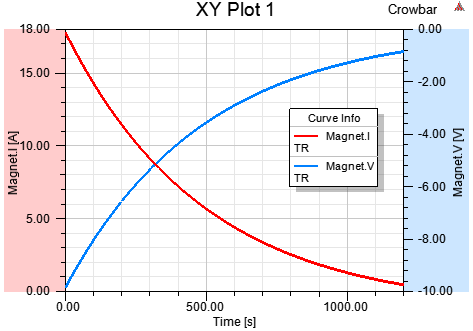 XY Plot 1
Crowbar
18.00
15.00
10.00
5.00
0.00
Magnet.I [A]
0.00
-2.00
-4.00
-6.00
-8.00
-10.00
Magnet.V [V]
Curve Info
Magnet.I
TR
Magnet.V
TR
0.00
500.00
1000.00
Time [s]